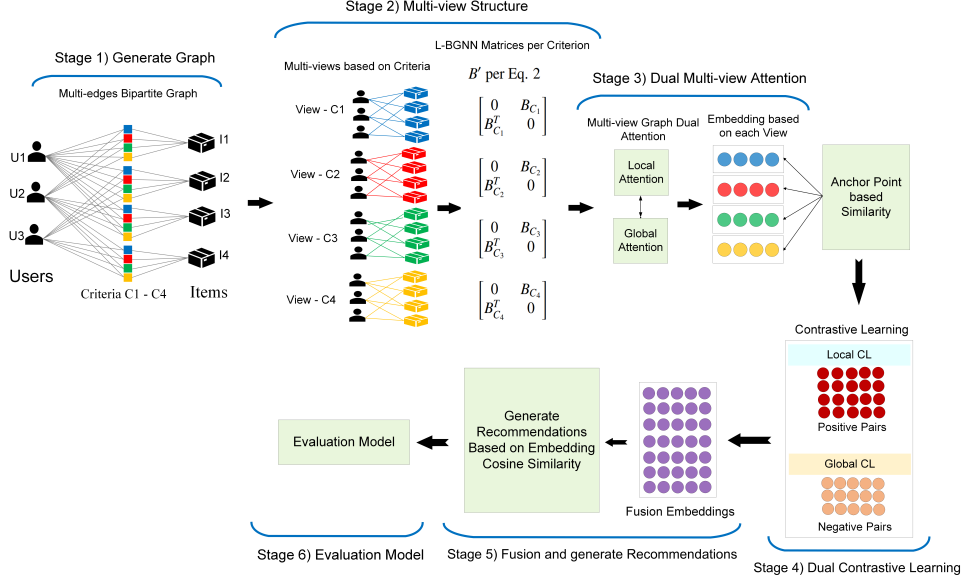 Stage 1) Generate Graph
Multi-edges Bipartite Graph
U1
U2
U3
Users
Criteria C1 - C4
I1
I2
I3
I4
Items
Stage 2) Multi-view Structure
Multi-views based on Criteria
View - C1
View - C2
View - C3
View - C4
L-BGNN Matrices per Criterion
B′ per Eq. 2
0 B_{C_1}
B^T_{C_1} 0
0 B_{C_2}
B^T_{C_2} 0
0 B_{C_3}
B^T_{C_3} 0
0 B_{C_4}
B^T_{C_4} 0
Stage 3) Dual Multi-view Attention
Multi-view Graph Dual
Attention
Local
Attention
Global
Attention
Embedding based
on each View
Anchor Point
based
Similarity
Contrastive Learning
Local CL
Positive Pairs
Global CL
Negative Pairs
Stage 4) Dual Contrastive Learning
Fusion Embeddings
Generate
Recommendations
Based on Embedding
Cosine Similarity
Stage 5) Fusion and generate Recommendations
Evaluation Model
Stage 6) Evaluation Model